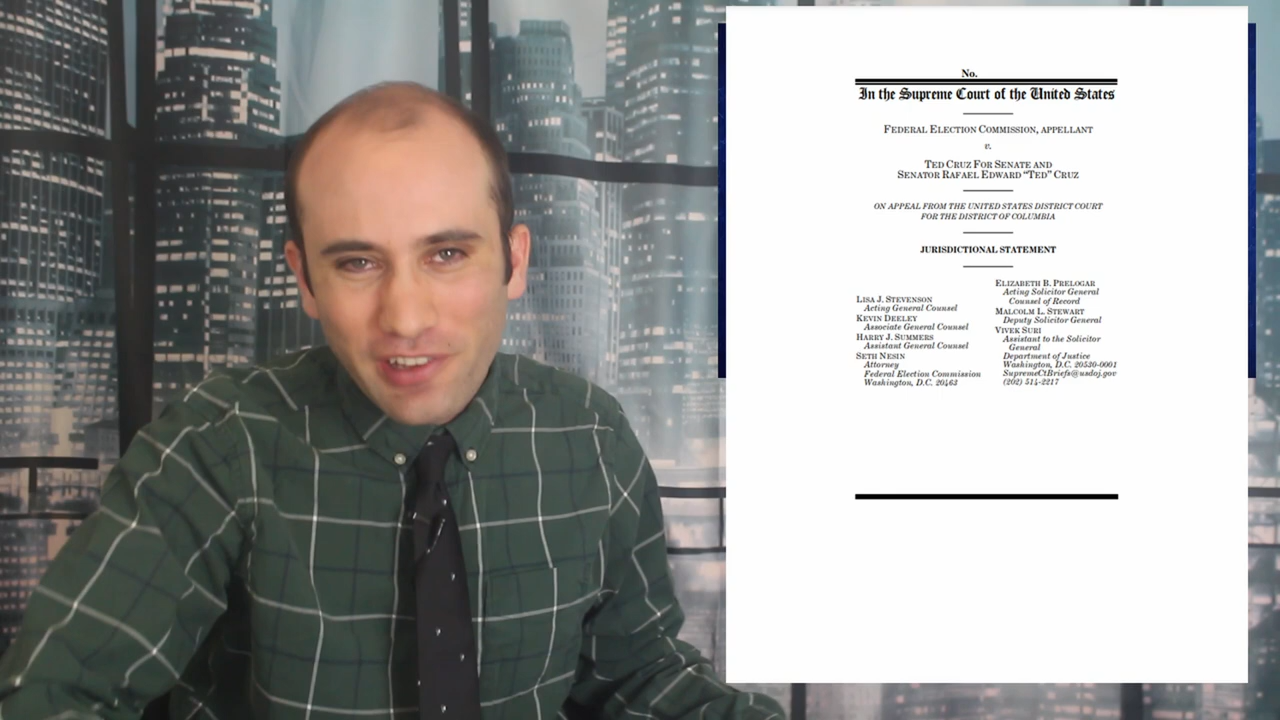 No.
In the Supreme Court of the United States
FEDERAL ELECTION COMMISSION, APPELLANT
v.
TED CRUZ FOR SENATE AND
SENATOR RAFAEL EDWARD “TED” CRUZ
ON APPEAL FROM THE UNITED STATES DISTRICT COURT
FOR THE DISTRICT OF COLUMBIA
JURISDICTIONAL STATEMENT
LISA J. STEVENSON
Acting General Counsel
KEVIN DEELEY
Associate General Counsel
HARRY J. SUMMERS
Assistant General Counsel
SETH NESIN
Attorney
Federal Election Commission
Washington, D.C. 20463
ELIZABETH B. PRELOGAR
Acting Solicitor General
Counsel of Record
MALCOLM L. STEWART
Deputy Solicitor General
VIVEK SURI
Assistant to the Solicitor
General
Department of Justice
Washington, D.C. 20530-0001
SupremeCtBriefs@usdoj.gov
(202) 514-2217